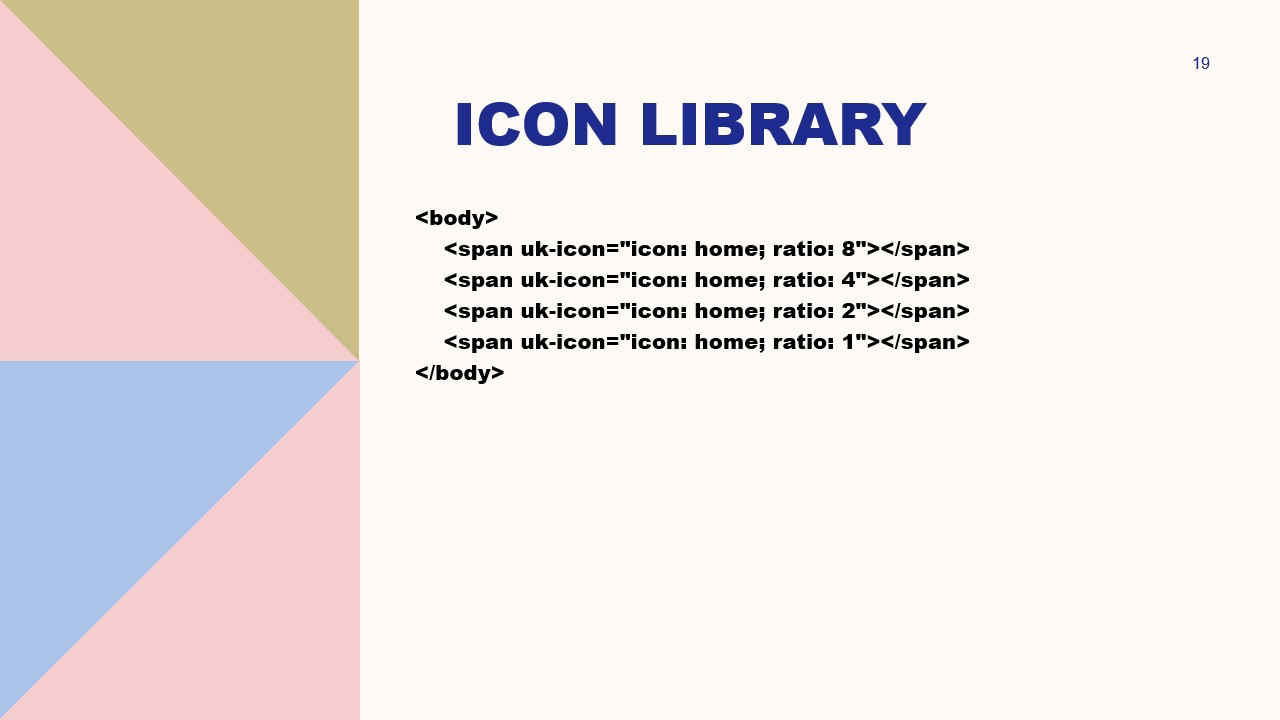 19
ICON LIBRARY
<body>
<span uk-icon="icon: home; ratio: 8"></span>
<span uk-icon="icon: home; ratio: 4"></span>
<span uk-icon="icon: home; ratio: 2"></span>
<span uk-icon="icon: home; ratio: 1"></span>
</body>